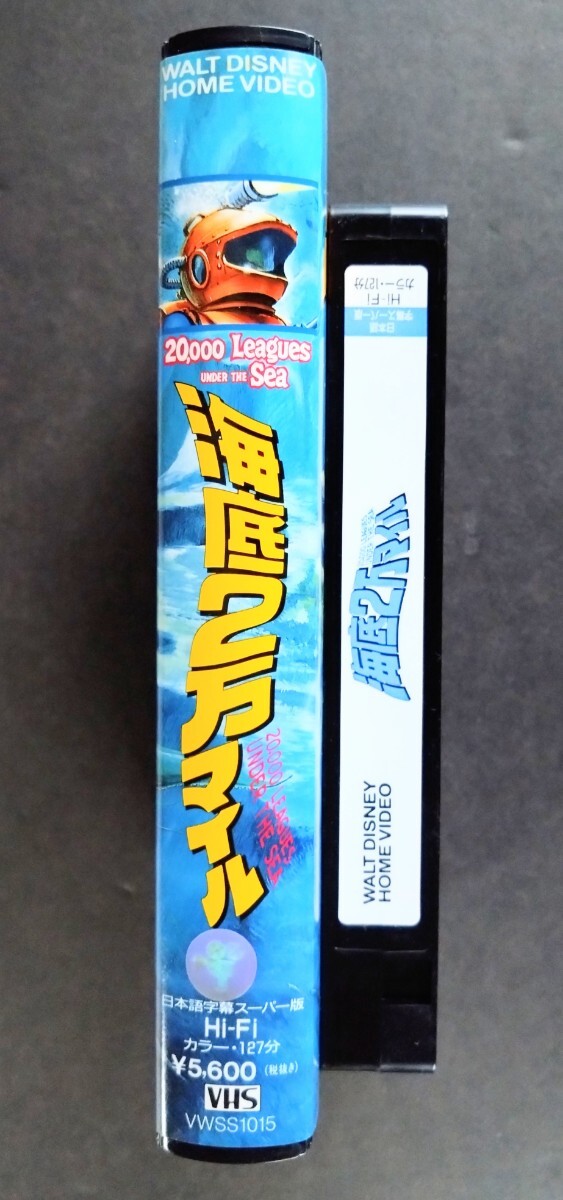 WALT DISNEY
HOME VIDEO
20,000 Leagues
UNDER THE Sea
海底2万マイル
20000 LEAGUES
UNDER THE SEA
日本語字幕スーパー版
Hi-Fi
カラー・127分
¥5,600（税抜き）
VHS
VWSS1015
日本語
字幕スーパー版
Hi-Fi
カラー・127分
海底2万マイル
WALT DISNEY
HOME VIDEO